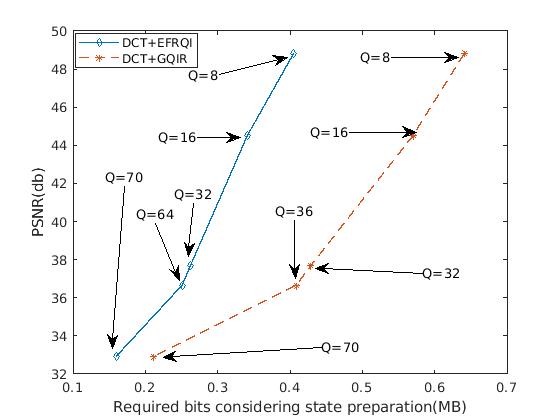 50
48
46
44
42
40
38
36
34
32
PSNR(db)
DCT+EFRQI
DCT+GQIR
Q=8
Q=8
Q=16
Q=16
Q=70
Q=32
Q=64
Q=36
Q=32
Q=70
0.1 0.2 0.3 0.4 0.5 0.6 0.7
Required bits considering state preparation(MB)